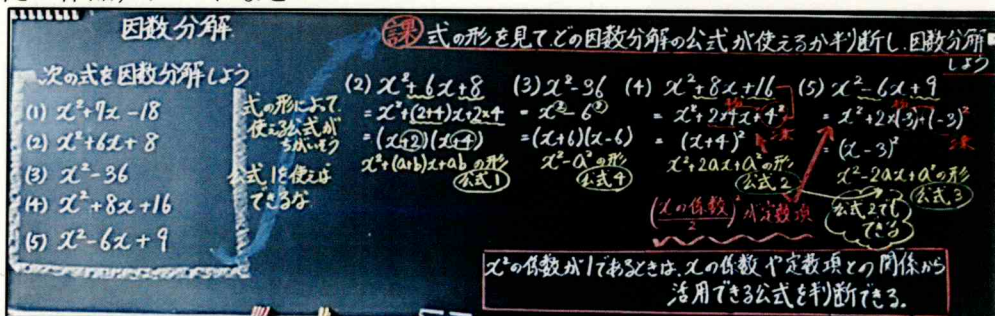 因数分解
課 式の形を見て、どの因数分解の公式が使えるか判断し、因数分解
しよう
次の式を因数分解しよう
(1) x²+7x-18
(2) x²+6x+8
(3) x²-36
(4) x²+8x+16
(5) x²-6x+9
式の形によって
使える公式が
ちがいそう
公式1を使えば
できるな
(2) x²+6x+8
=x²+(2+4)x+2×4
=(x+2)(x+4)
x²+(a+b)x+abの形
公式1
(3) x²-36
=x²-6²
=(x+6)(x-6)
x²-a²の形
公式4
(4) x²+8x+16
=x²+2×4x+4²
=(x+4)²
x²+2ax+a²の形
公式2
(xの係数/2)²が定数項
(5) x²-6x+9
=x²+2×(-3)+(-3)²
=(x-3)²
x²-2ax+a²の形
公式3
公式2でも
できそう
x²の係数が1であるときは、xの係数や定数項との関係から
活用できる公式を判断できる。